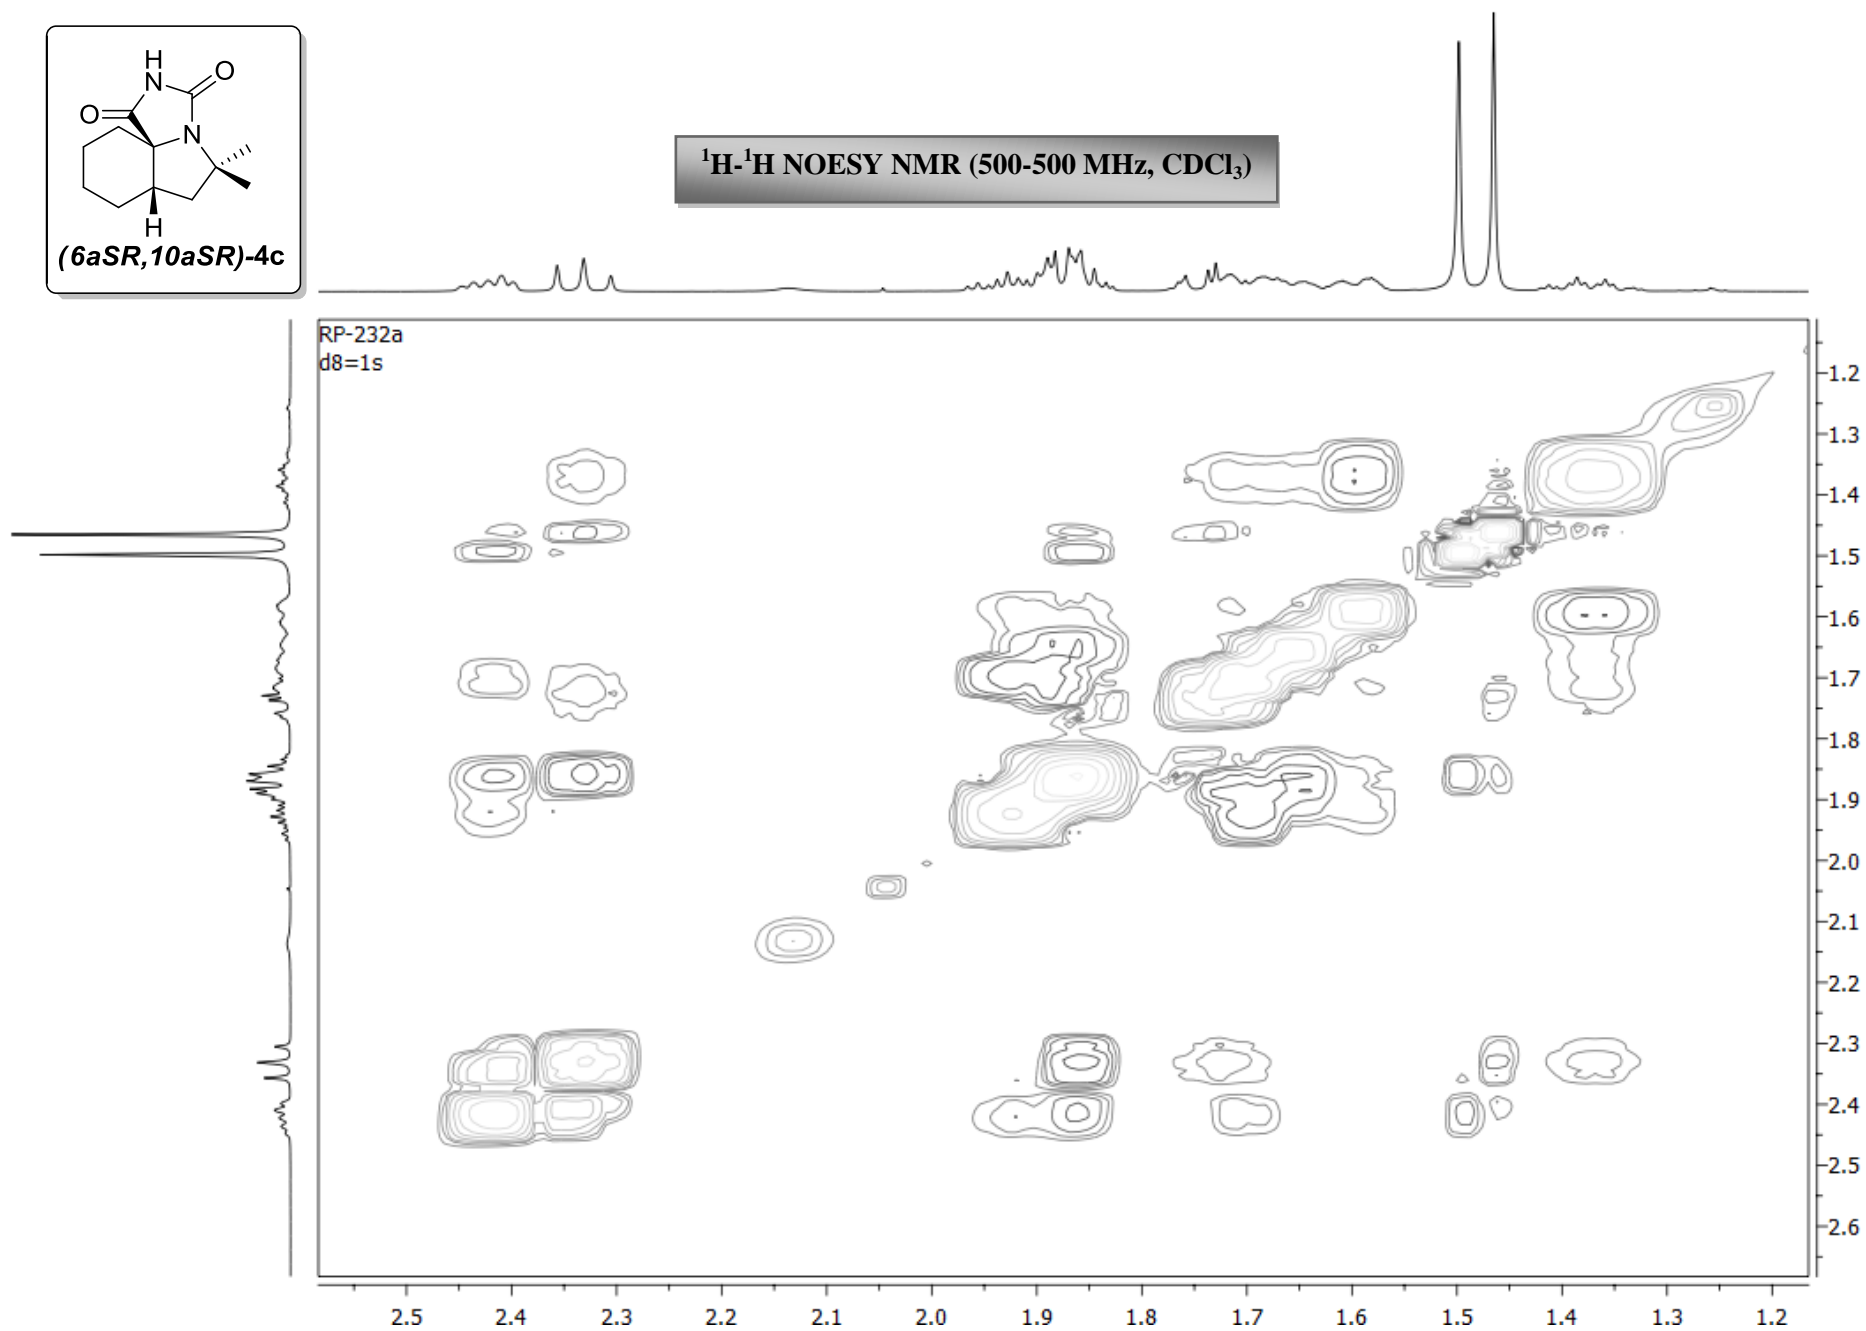 H
N
O
O
N
H
(6aSR,10aSR)-4c
¹H-¹H NOESY NMR (500-500 MHz, CDCl₃)
RP-232a
d8=1s
1.2
1.3
1.4
1.5
1.6
1.7
1.8
1.9
2.0
2.1
2.2
2.3
2.4
2.5
2.6
2.5 2.4 2.3 2.2 2.1 2.0 1.9 1.8 1.7 1.6 1.5 1.4 1.3 1.2